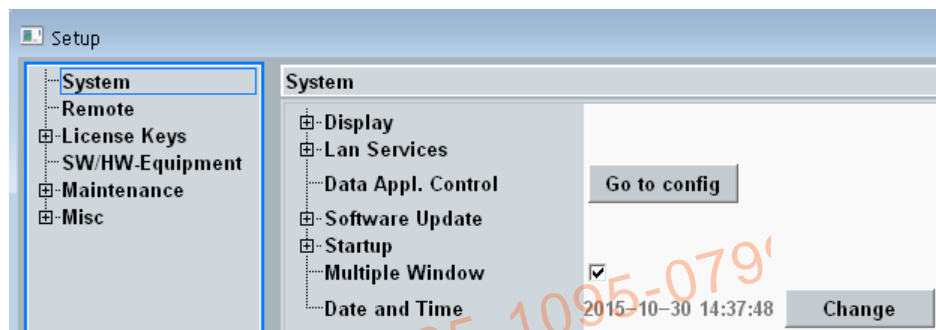 Setup
System
Remote
License Keys
SW/HW-Equipment
Maintenance
Misc
System
Display
Lan Services
Data Appl. Control Go to config
Software Update
Startup
Multiple Window
Date and Time 2015-10-30 14:37:48 Change